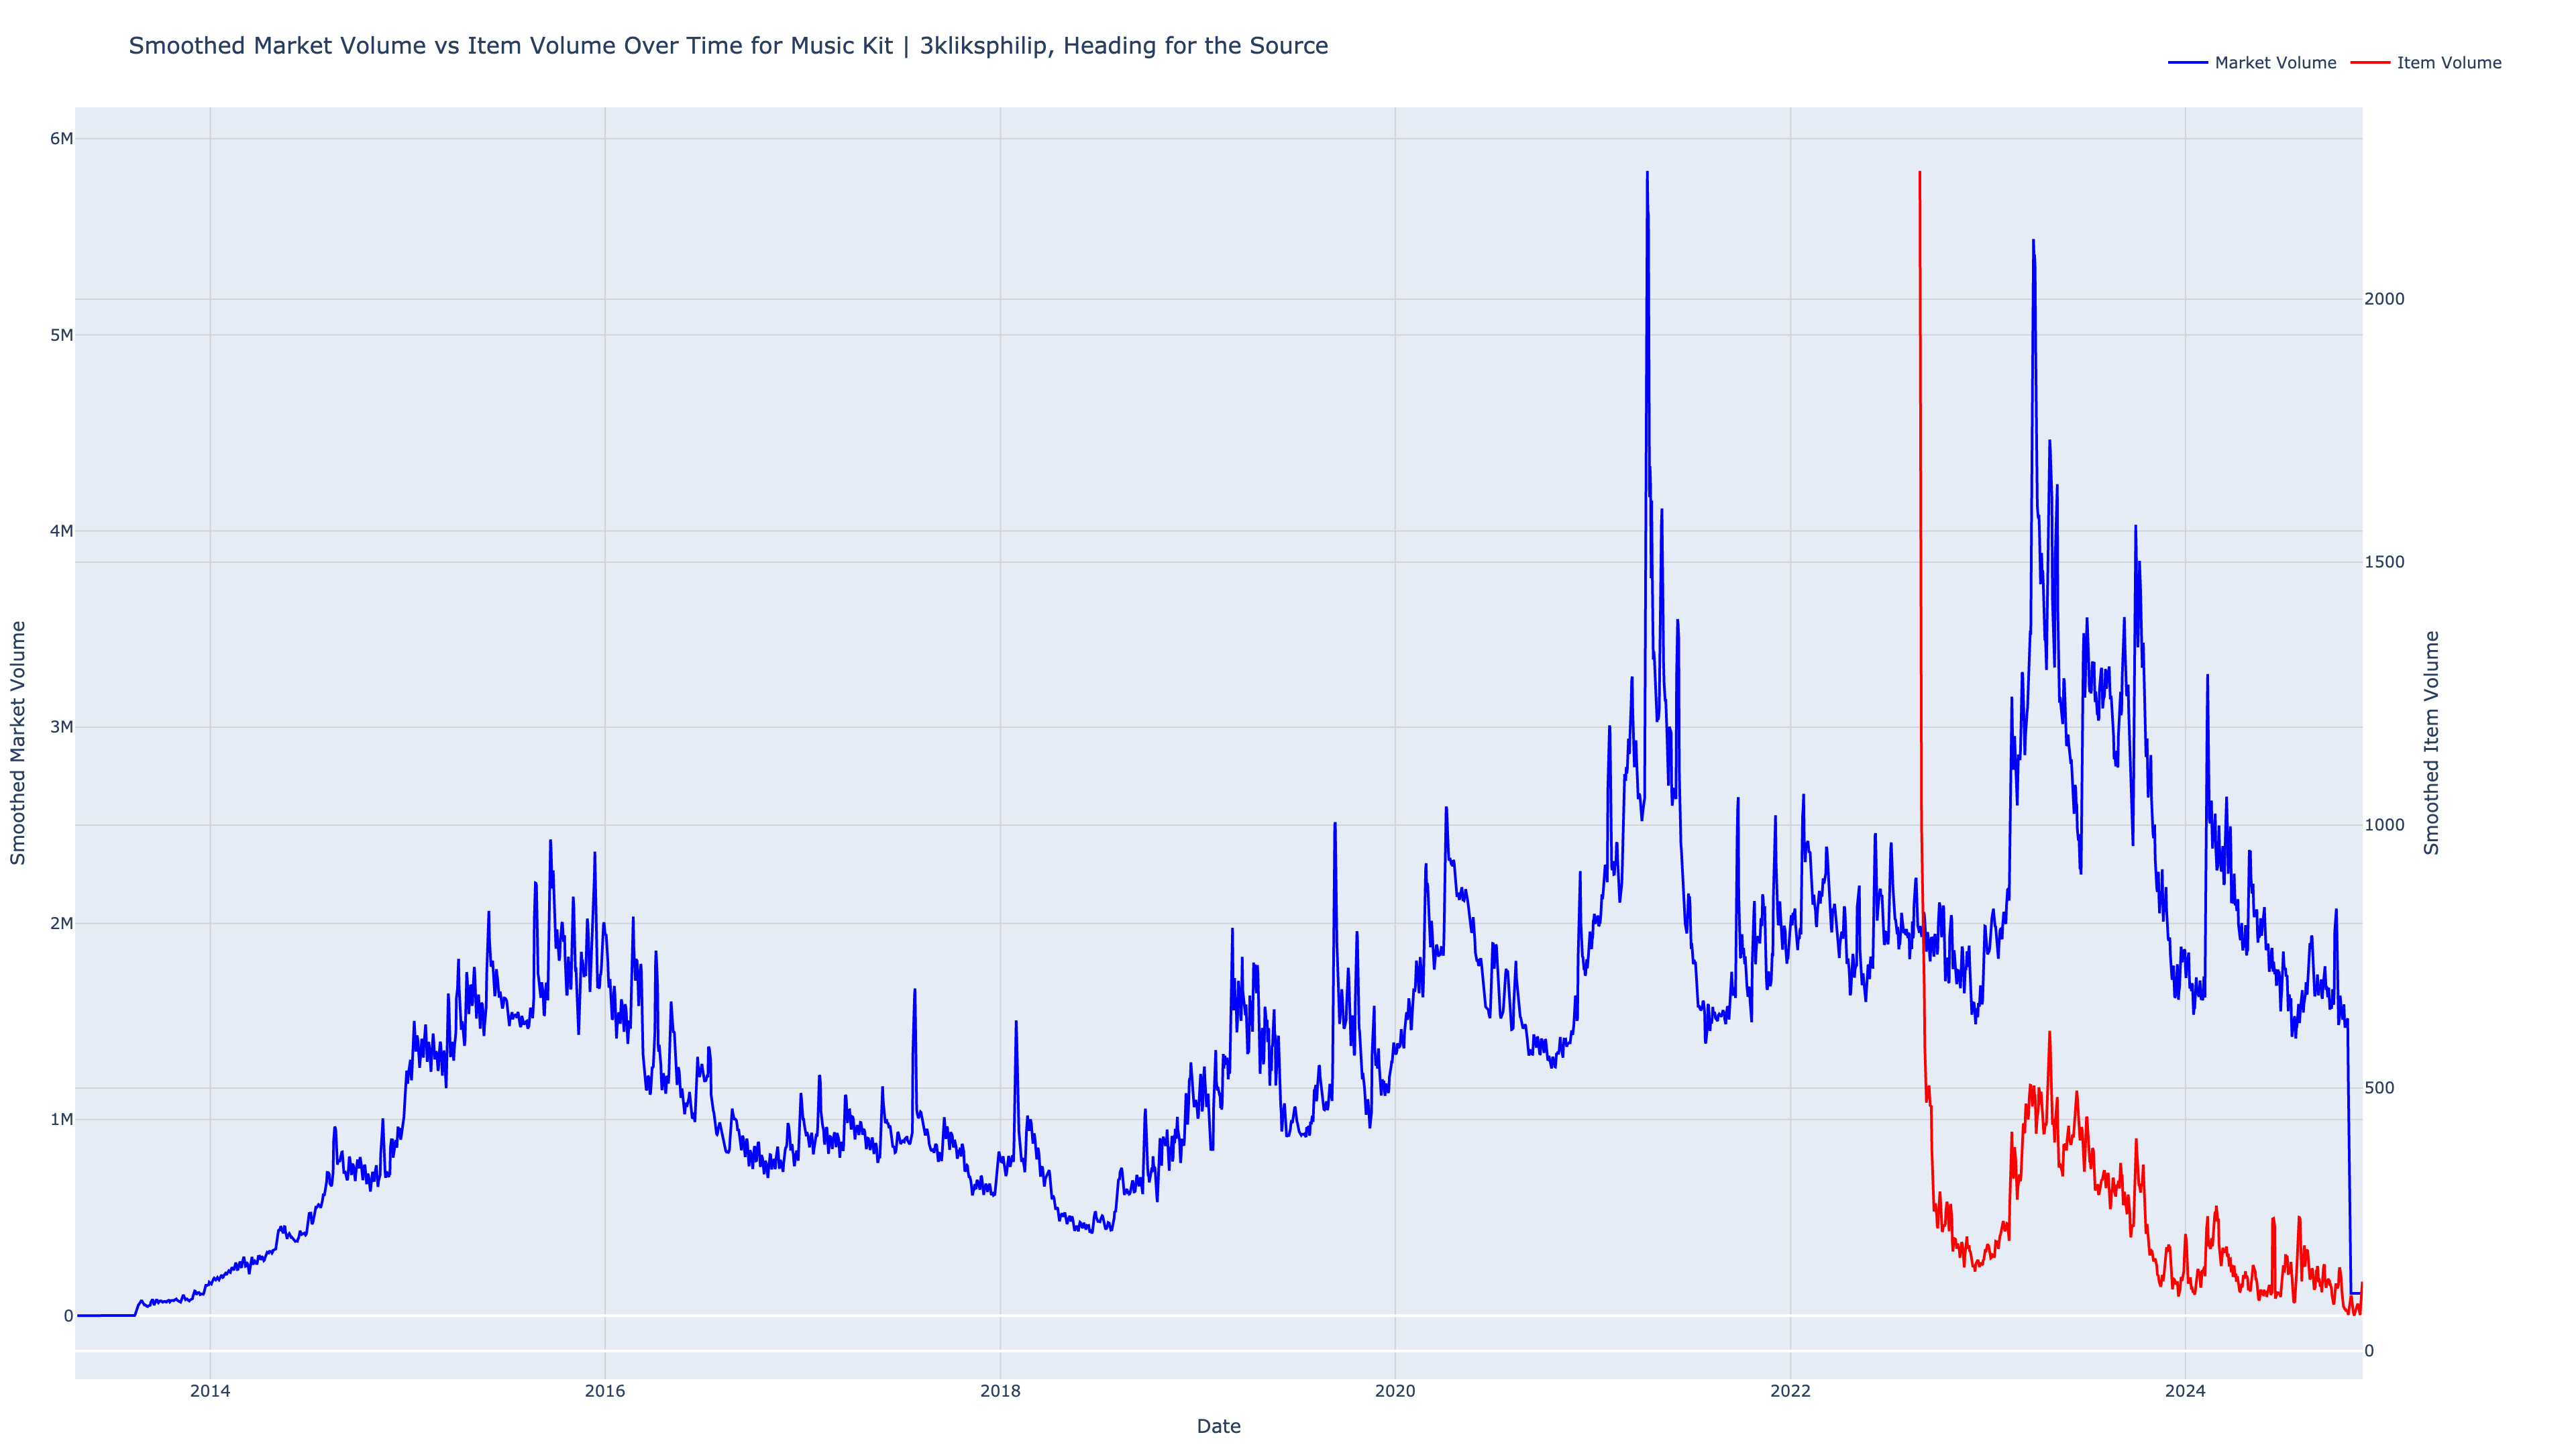 Smoothed Market Volume vs Item Volume Over Time for Music Kit | 3kliksphilip, Heading for the Source
Market Volume
Item Volume
6M
5M
4M
3M
2M
1M
0
Smoothed Market Volume
2000
1500
1000
500
0
Smoothed Item Volume
2014
2016
2018
2020
2022
2024
Date